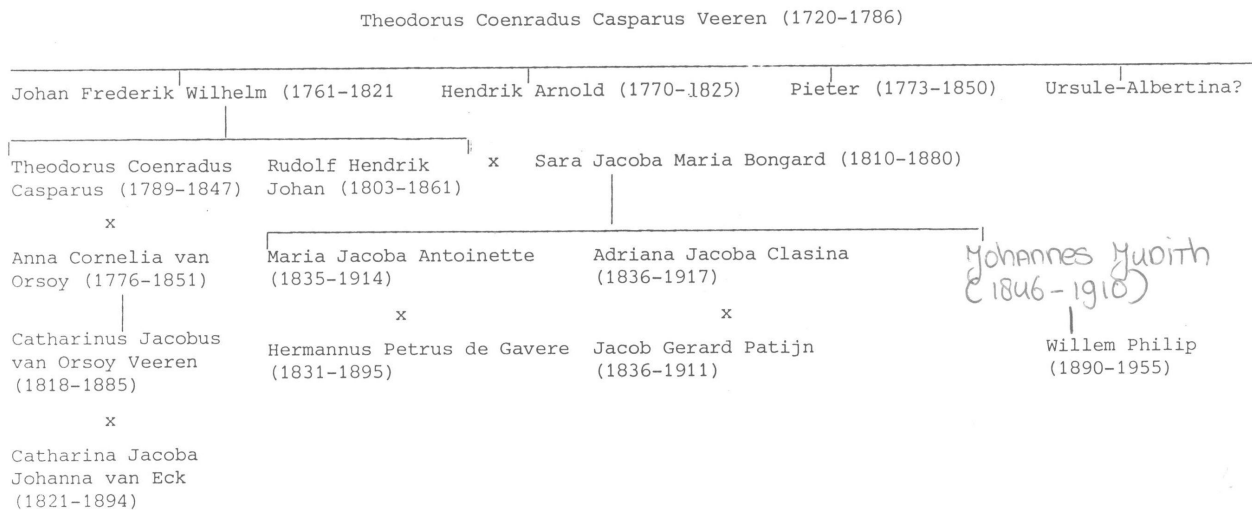 Theodorus Coenradus Casparus Veeren (1720-1786)
Johan Frederik Wilhelm (1761-1821 Hendrik Arnold (1770-1825) Pieter (1773-1850) Ursule-Albertina?
Theodorus Coenradus
Casparus (1789-1847)
Rudolf Hendrik
Johan (1803-1861)
x Sara Jacoba Maria Bongard (1810-1880)
x
Anna Cornelia van
Orsoy (1776-1851)
Maria Jacoba Antoinette
(1835-1914)
Adriana Jacoba Clasina
(1836-1917)
Johannes Judith
(1846-1910)
x
x
Catharinus Jacobus
van Orsoy Veeren
(1818-1885)
Hermannus Petrus de Gavere
(1831-1895)
Jacob Gerard Patijn
(1836-1911)
Willem Philip
(1890-1955)
x
Catharina Jacoba
Johanna van Eck
(1821-1894)